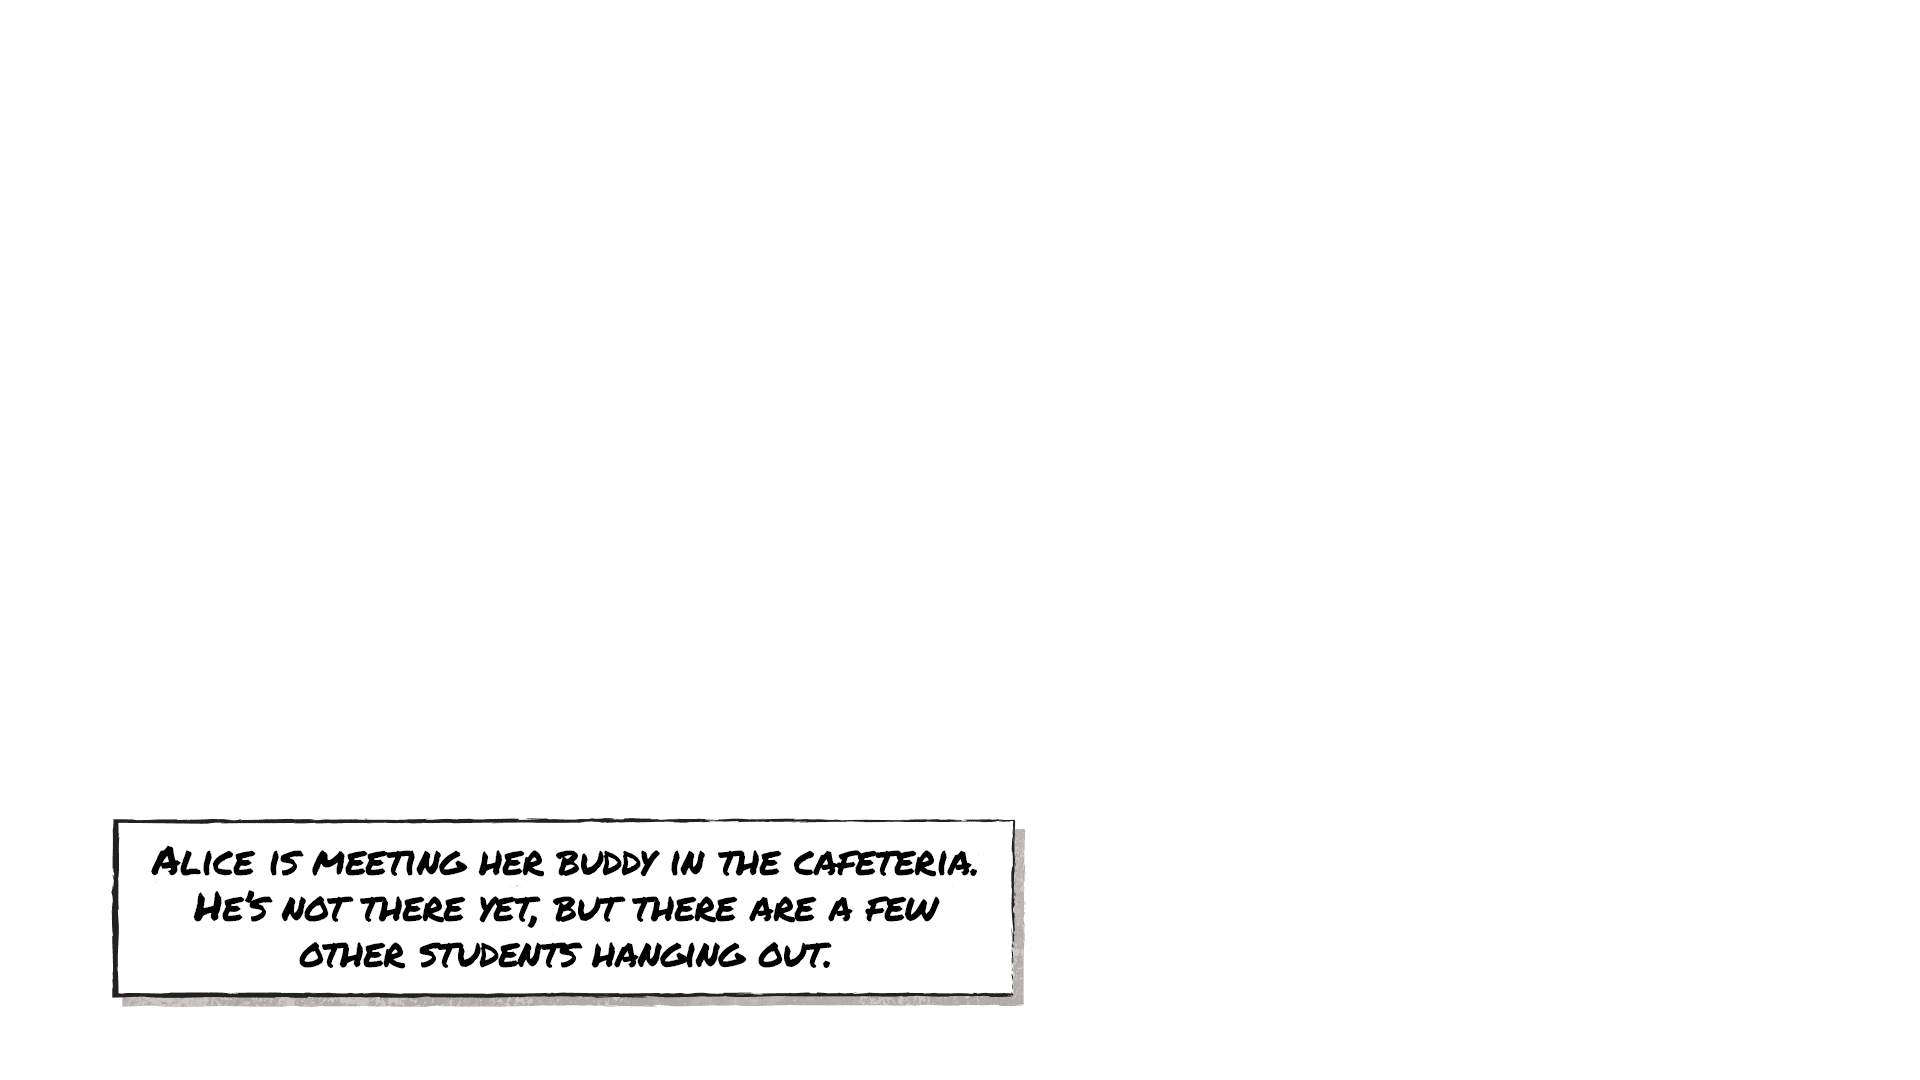 Alice is meeting her buddy in the cafeteria.
He's not there yet, but there are a few
other students hanging out.